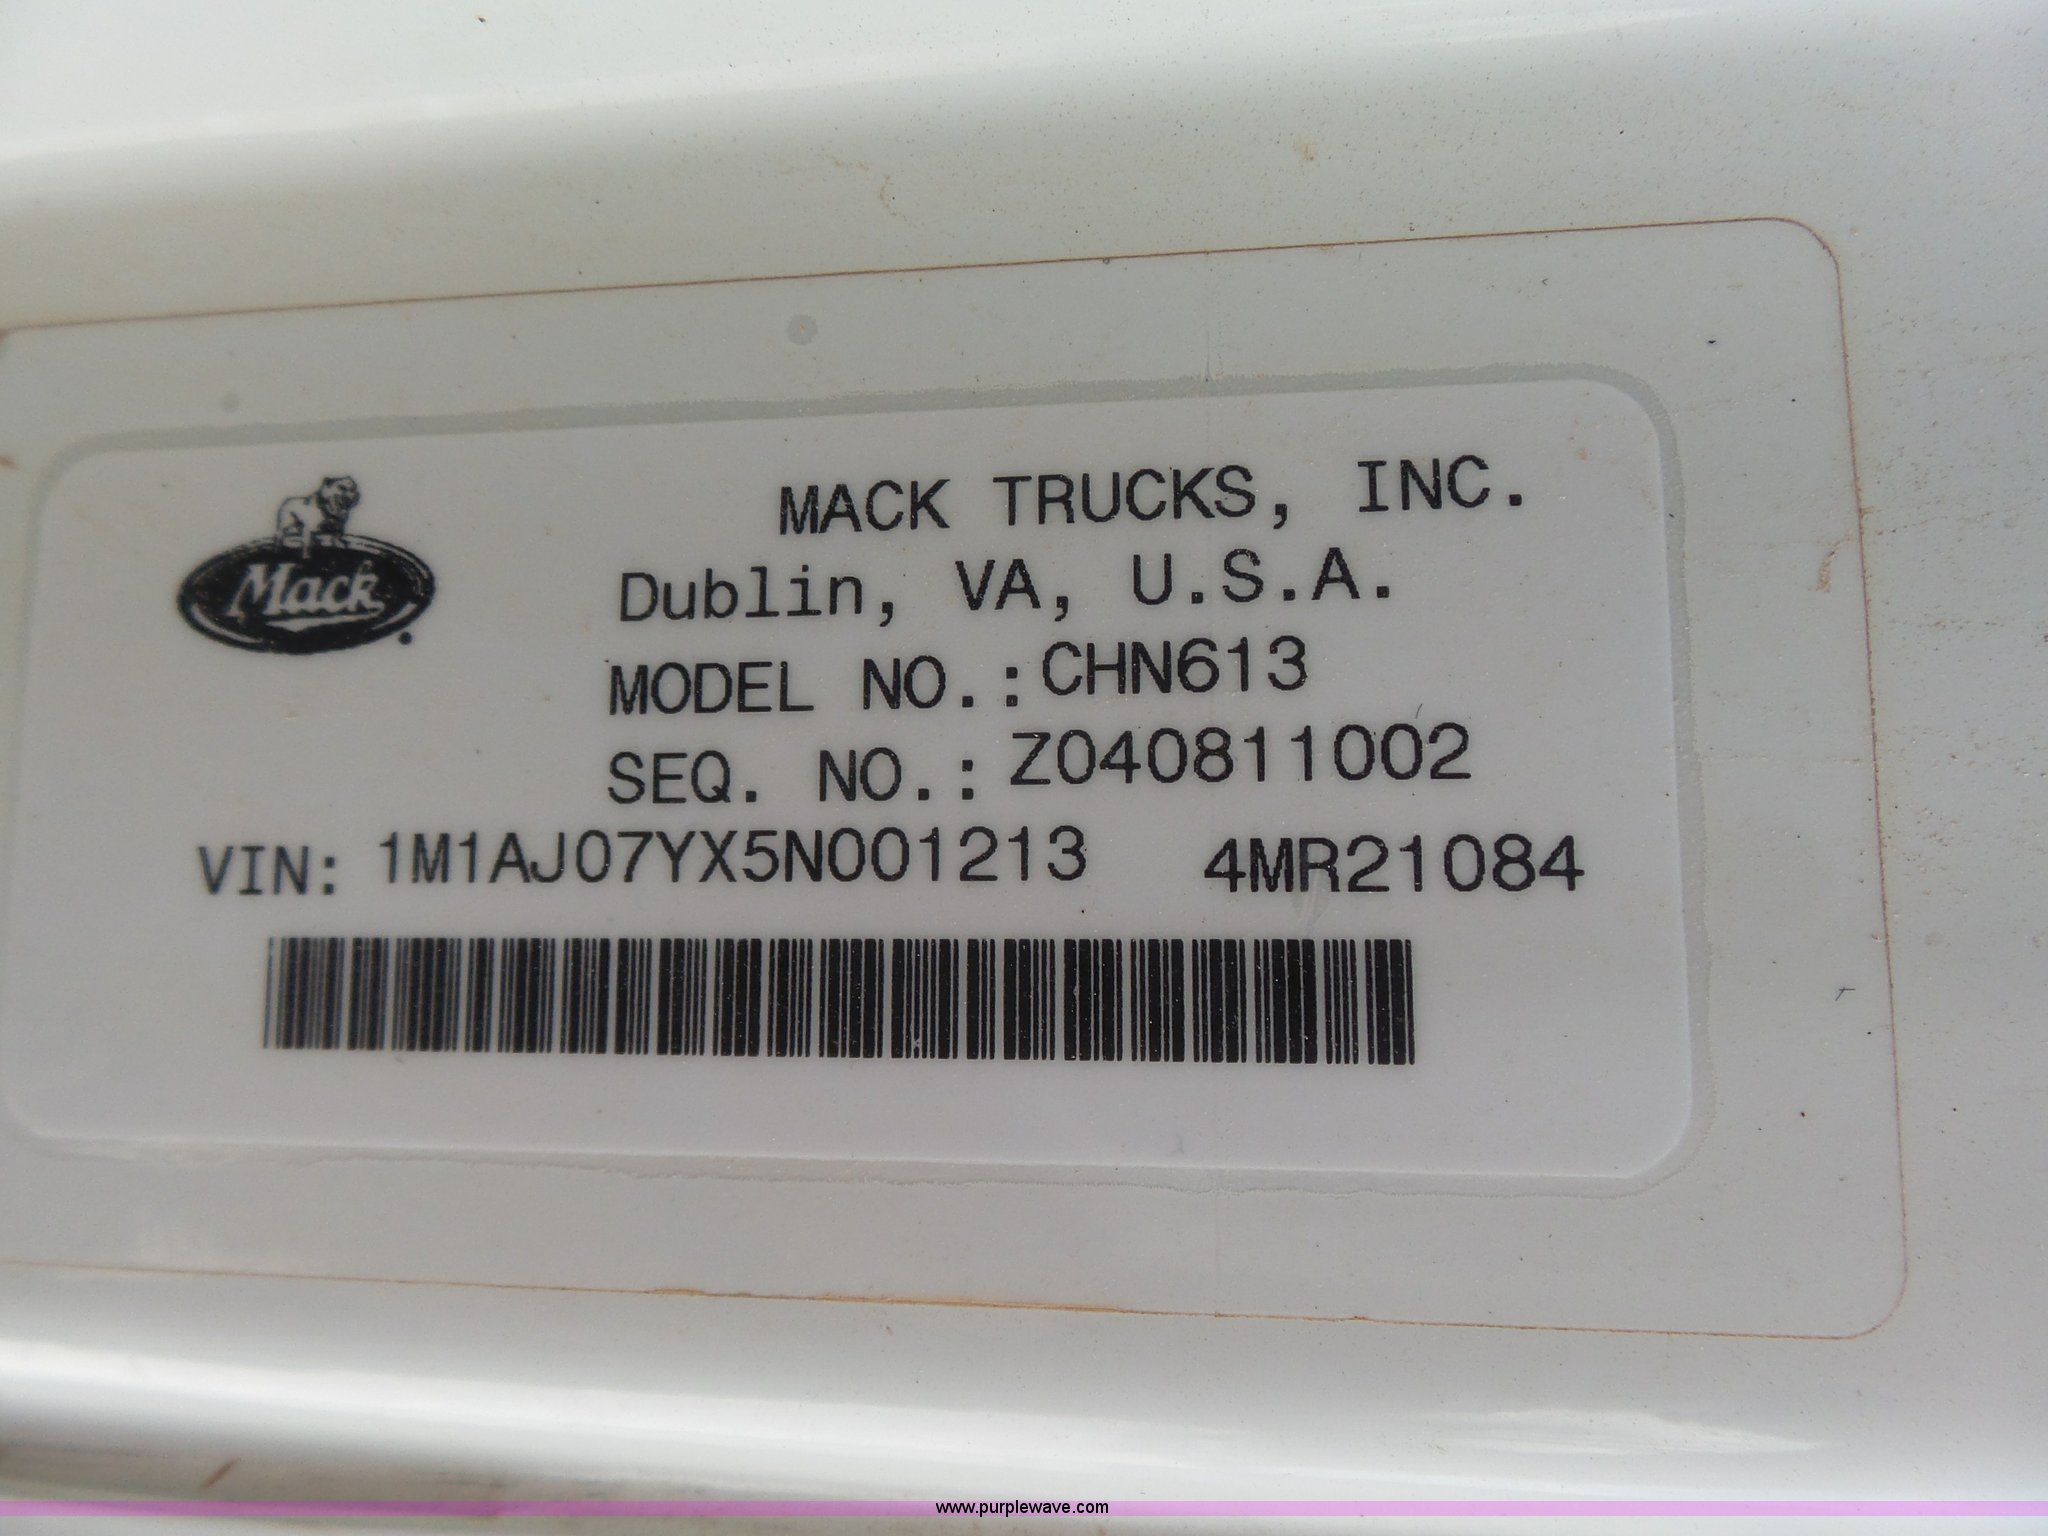 Mack
MACK TRUCKS, INC.
Dublin, VA, U.S.A.
MODEL NO.:CHN613
SEQ. NO.: Z040811002
VIN: 1M1AJ07YX5N001213 4MR21084
www.purplewave.com